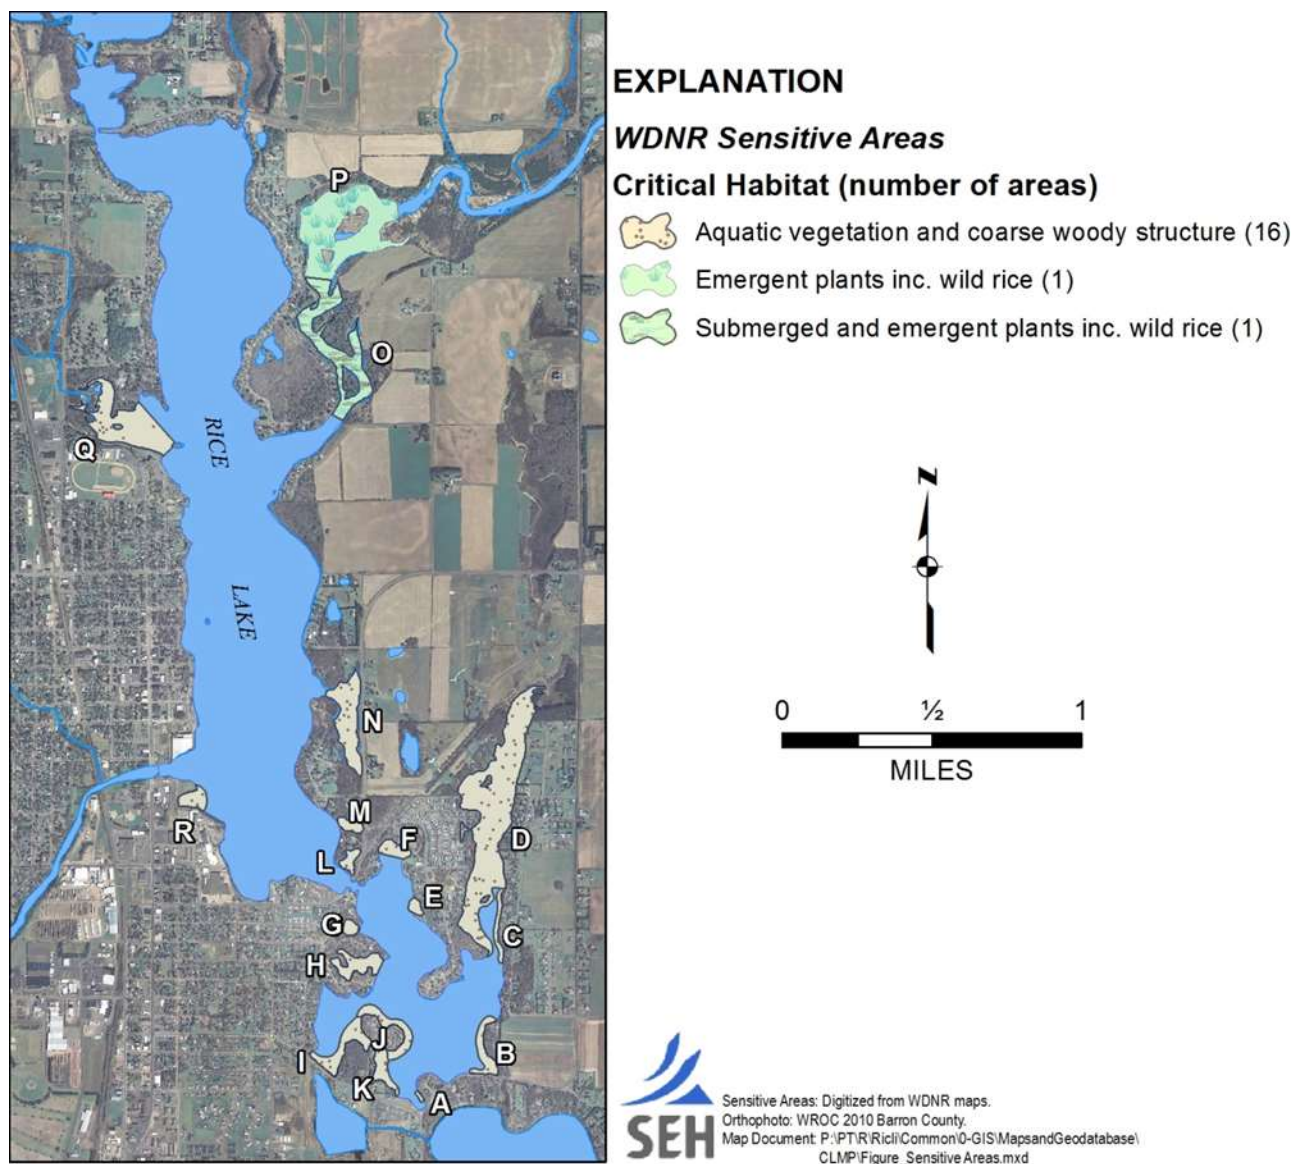 EXPLANATION
WDNR Sensitive Areas
Critical Habitat (number of areas)
Aquatic vegetation and coarse woody structure (16)
Emergent plants inc. wild rice (1)
Submerged and emergent plants inc. wild rice (1)
P
O
Q
RICE
LAKE
N
M
F
D
R
L
E
G
C
H
J
I
B
K
A
N
0 ½ 1
MILES
SEH
Sensitive Areas: Digitized from WDNR maps.
Orthophoto: WROC 2010 Barron County.
Map Document: P:\PT\R\Ricli\Common\0-GIS\MapsandGeodatabase\
CLMP\Figure_SensitiveAreas.mxd